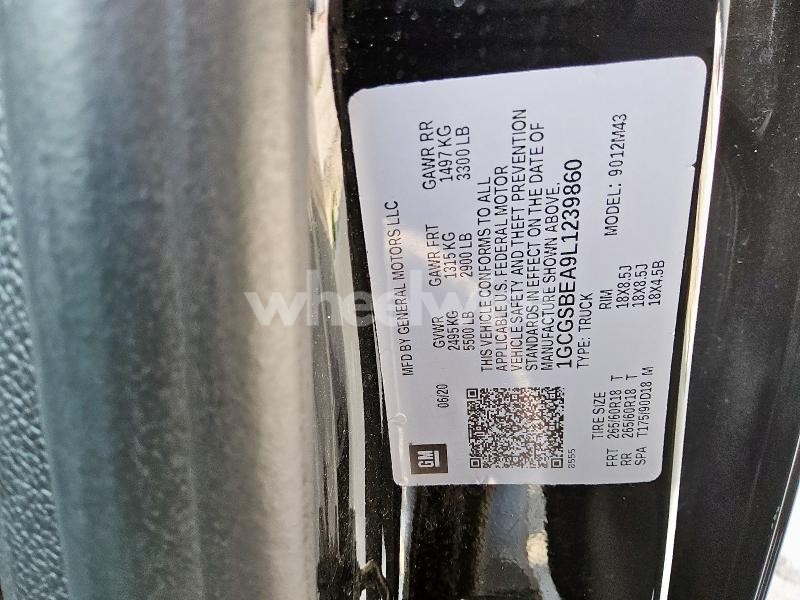 GM
MFD BY GENERAL MOTORS LLC
06/20
GVWR GAWR FRT GAWR RR
2495 KG 1315 KG 1497 KG
5500 LB 2900 LB 3300 LB
THIS VEHICLE CONFORMS TO ALL
APPLICABLE U.S. FEDERAL MOTOR
VEHICLE SAFETY AND THEFT PREVENTION
STANDARDS IN EFFECT ON THE DATE OF
MANUFACTURE SHOWN ABOVE.
1GCGSBEA9L1239860
8555
TYPE: TRUCK
TIRE SIZE RIM MODEL: 9012M43
FRT 265/60R18 T 18X8.5J
RR 265/60R18 T 18X8.5J
SPA T175/90D18 M 18X4.5B